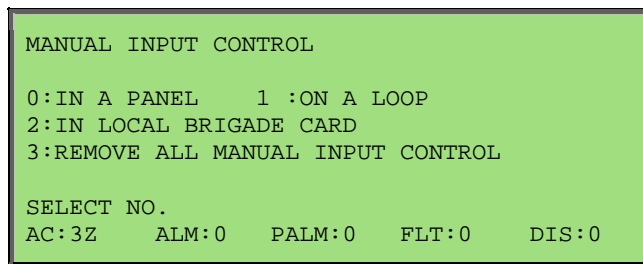 MANUAL INPUT CONTROL
0:IN A PANEL 1 :ON A LOOP
2:IN LOCAL BRIGADE CARD
3:REMOVE ALL MANUAL INPUT CONTROL
SELECT NO.
AC:3Z ALM:0 PALM:0 FLT:0 DIS:0